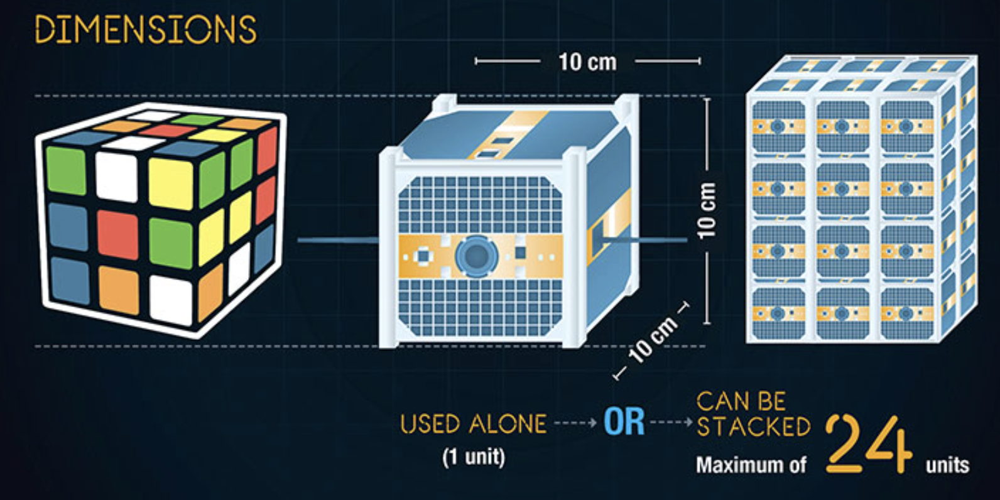 DIMENSIONS
10 cm
10 cm
10 cm
USED ALONE
(1 unit)
OR
CAN BE
STACKED
Maximum of 24 units